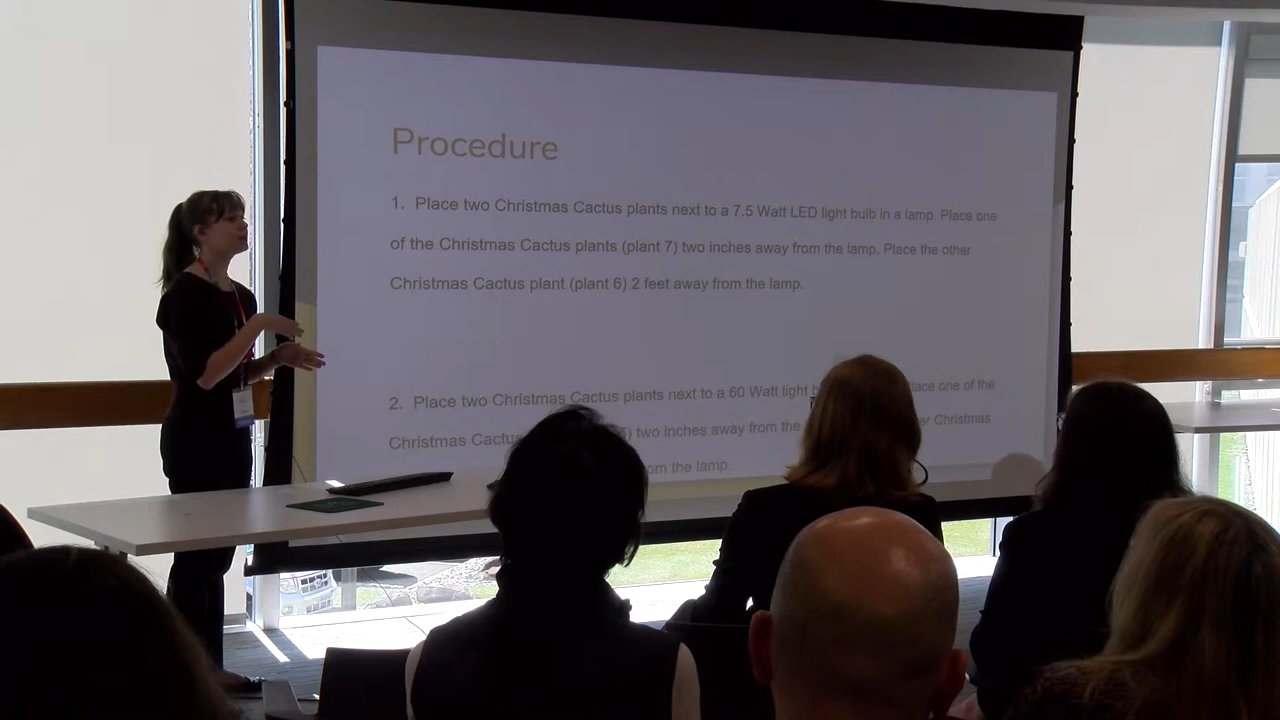 Procedure
1. Place two Christmas Cactus plants next to a 7.5 Watt LED light bulb in a lamp. Place one
of the Christmas Cactus plants (plant 7) two inches away from the lamp. Place the other
Christmas Cactus plant (plant 6) 2 feet away from the lamp.
2. Place two Christmas Cactus plants next to a 60 Watt light one of the
Christmas two inches away from the Christmas
the lamp.